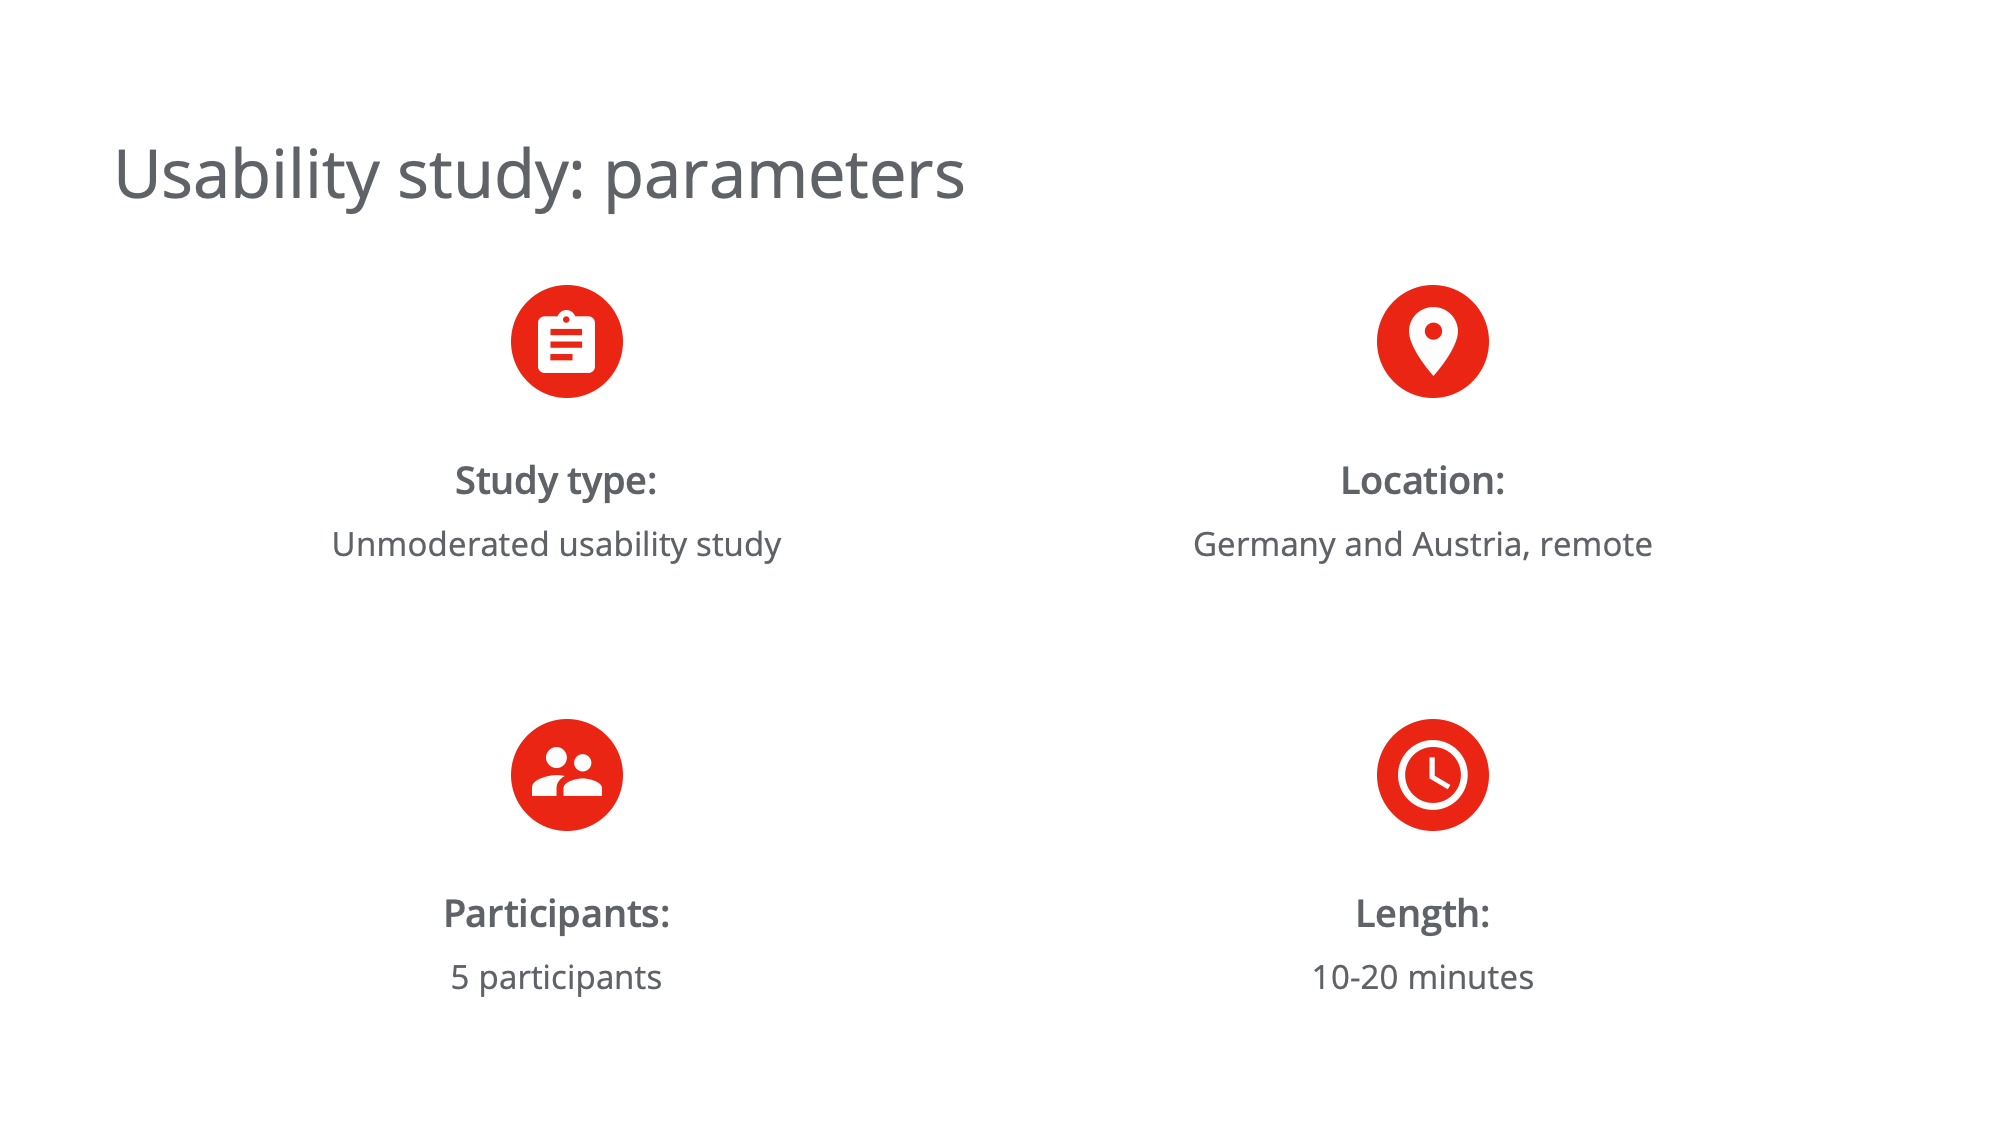 Usability study: parameters
Study type:
Unmoderated usability study
Location:
Germany and Austria, remote
Participants:
5 participants
Length:
10-20 minutes